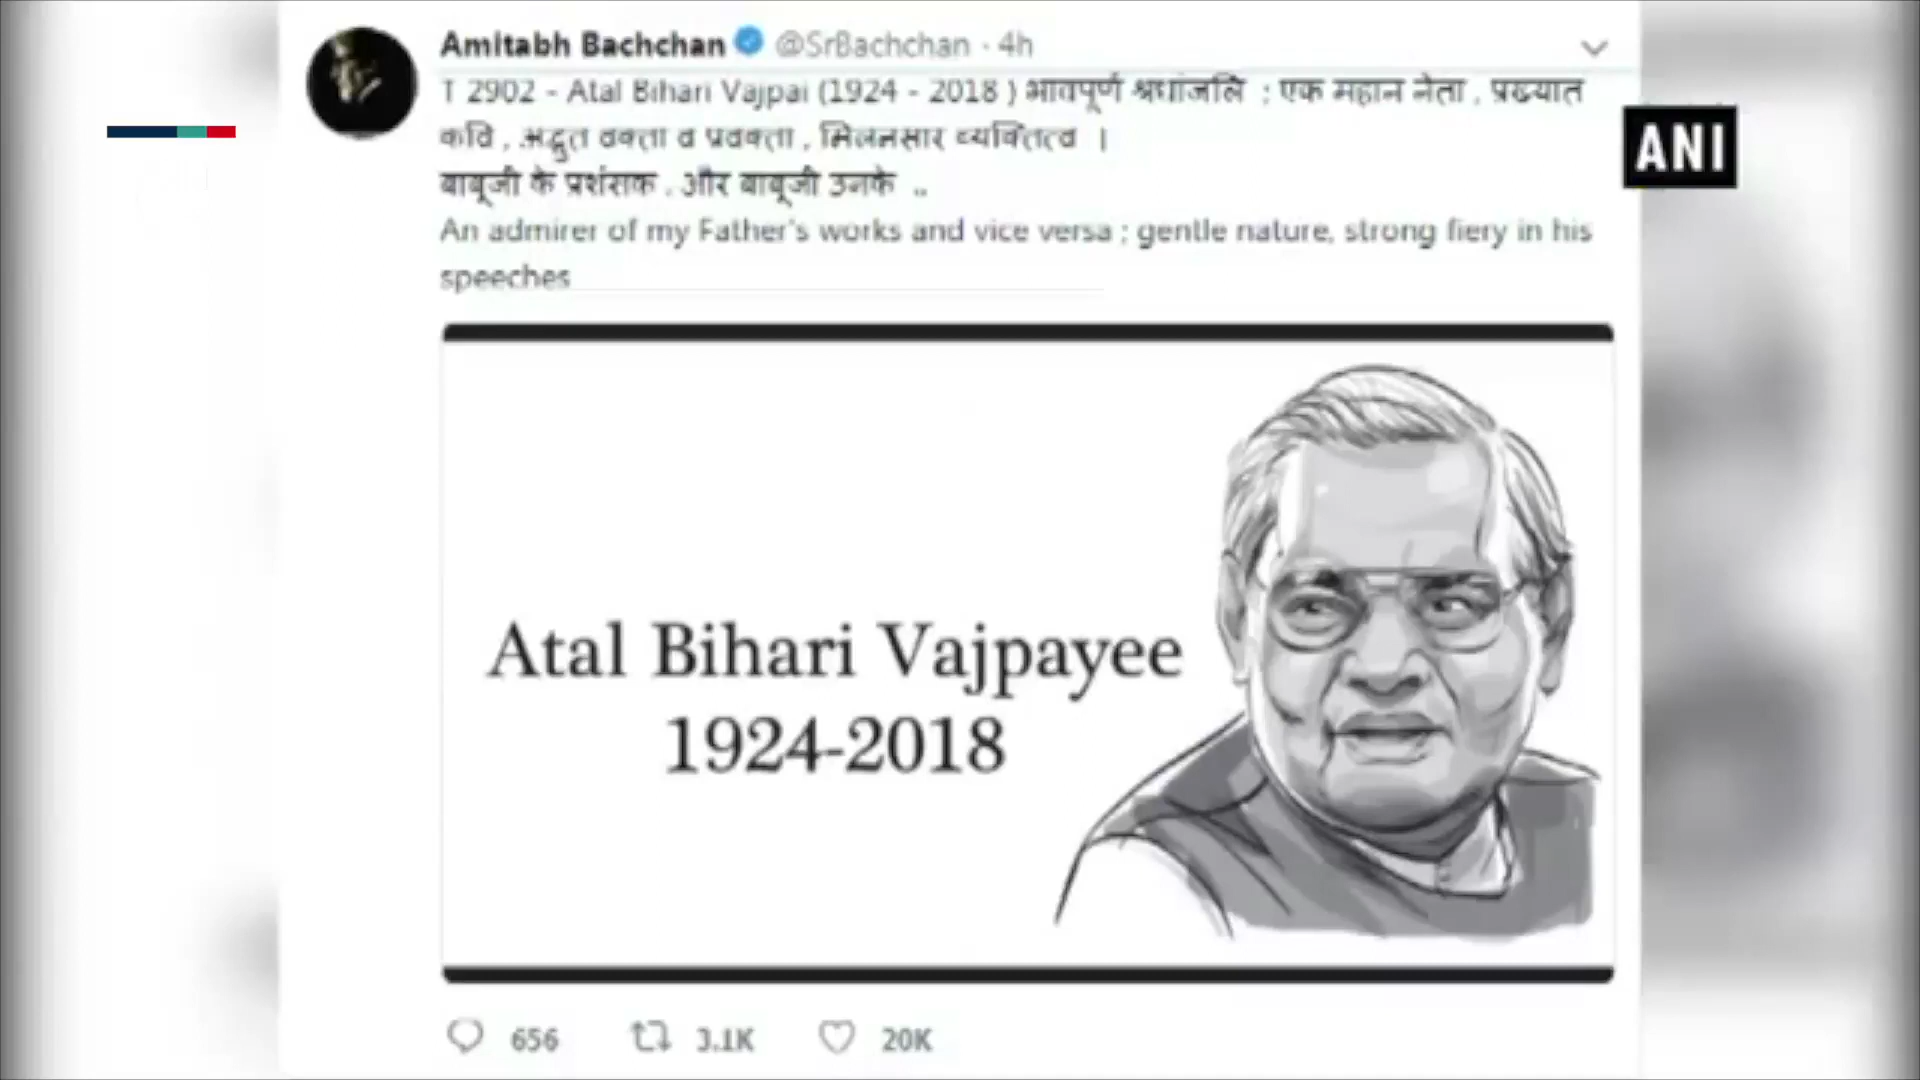 Amitabh Bachchan @SrBachchan · 4h
T 2902 - Atal Bihari Vajpai (1924 - 2018 ) भावपूर्ण श्रधांजलि ; एक महान नेता , प्रख्यात
कवि , अद्भुत वक्ता व प्रवक्ता , मिलनसार व्यक्तित्व ।
बाबूजी के प्रशंसक , और बाबूजी उनके ..
An admirer of my Father's works and vice versa ; gentle nature, strong fiery in his
speeches
ANI
Atal Bihari Vajpayee
1924-2018
656 3.1K 20K